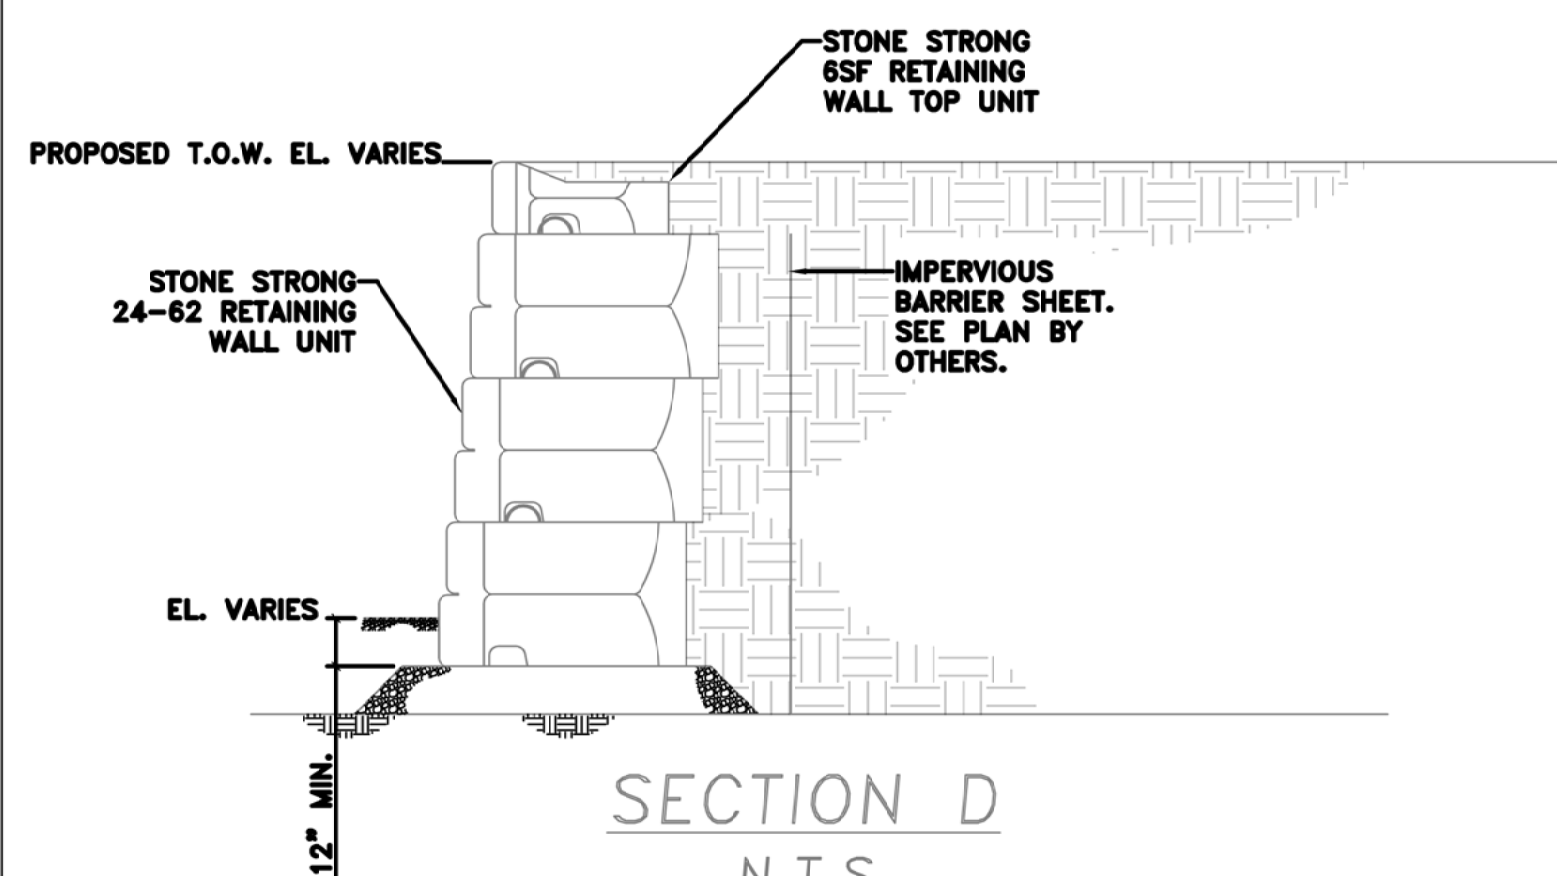 STONE STRONG
6SF RETAINING
WALL TOP UNIT
PROPOSED T.O.W. EL. VARIES
STONE STRONG
24-62 RETAINING
WALL UNIT
IMPERVIOUS
BARRIER SHEET.
SEE PLAN BY
OTHERS.
EL. VARIES
12" MIN.
SECTION D
N.T.S.